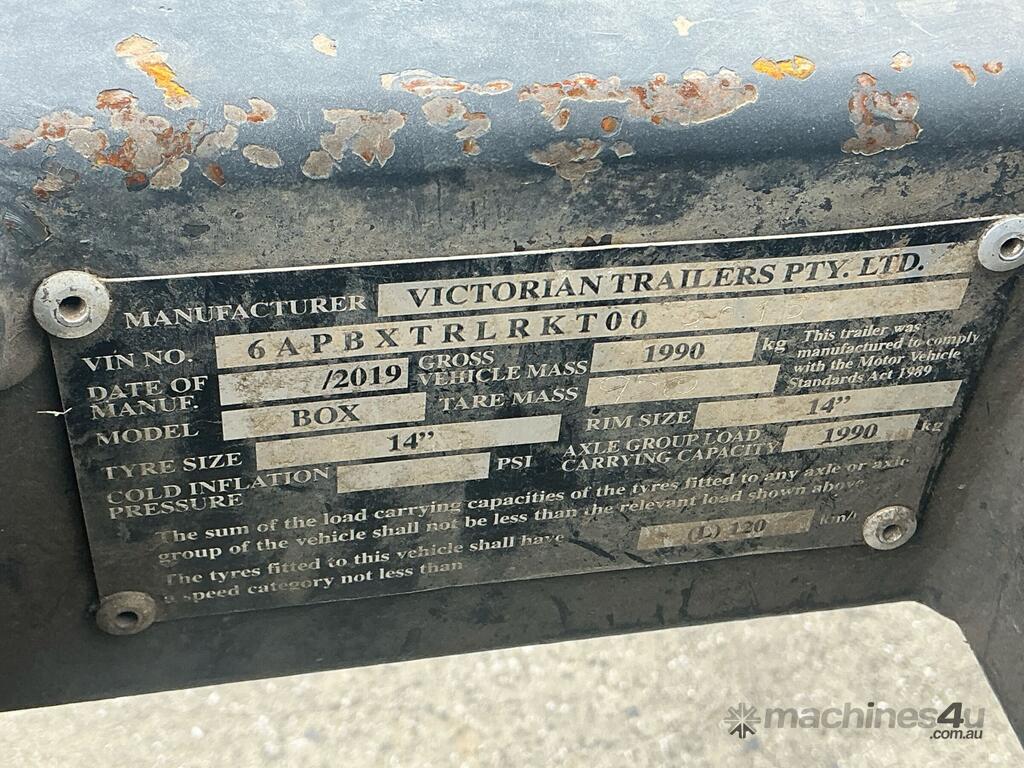 MANUFACTURER VICTORIAN TRAILERS PTY. LTD.
VIN NO. 6APBXTRLRKT00
DATE OF MANUF. /2019
GROSS VEHICLE MASS 1990 kg
This trailer was
manufactured to comply
with the Motor Vehicle
Standards Act 1989
MODEL BOX
TARE MASS
TYRE SIZE 14"
RIM SIZE 14"
COLD INFLATION PRESSURE PSI
AXLE GROUP LOAD CARRYING CAPACITY 1990 kg
The sum of the load carrying capacities of the tyres fitted to any axle or axle
group of the vehicle shall not be less than the relevant load shown above
The tyres fitted to this vehicle shall have
a speed category not less than (L) 120 km/h
machines4u
.com.au